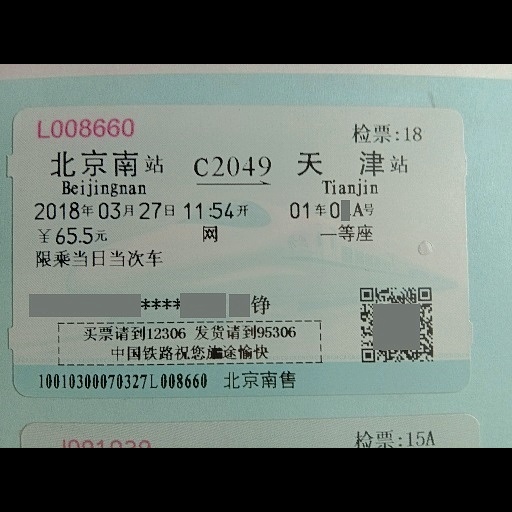 L008660 检票:18
北京南站 C2049 天津站
Beijingnan Tianjin
2018年03月27日 11:54开 01车0 A号
￥65.5元 网 一等座
限乘当日当次车
**** 铮
买票请到12306 发货请到95306
中国铁路祝您旅途愉快
10010300070327L008660 北京南售
检票:15A